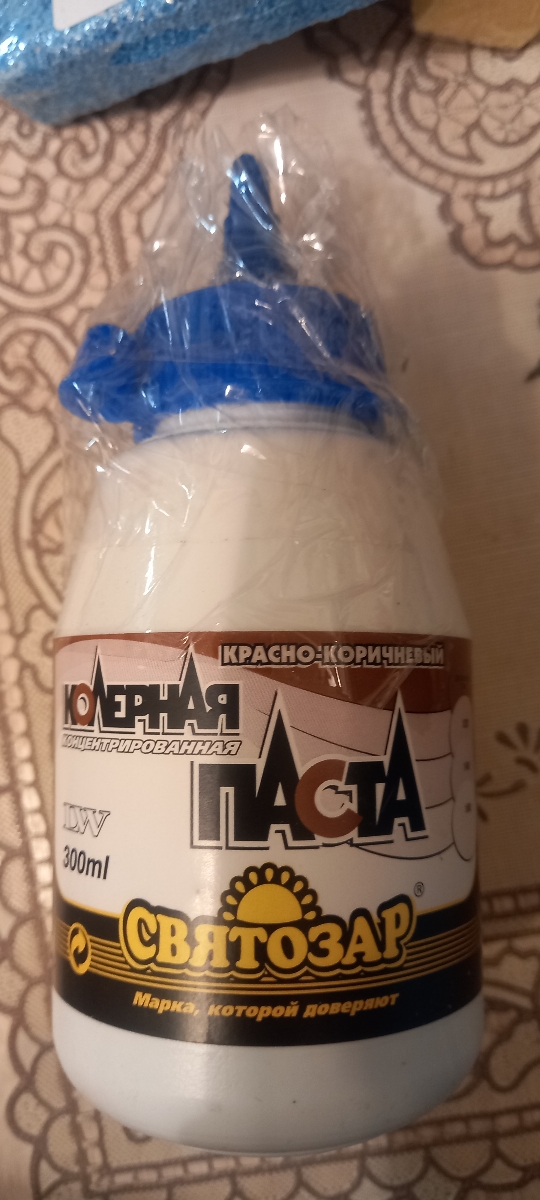 КРАСНО-КОРИЧНЕВЫЙ
КОЛЕРНАЯ
КОНЦЕНТРИРОВАННАЯ
ПАСТА
LW
300ml
СВЯТОЗАР®
Марка, которой доверяют